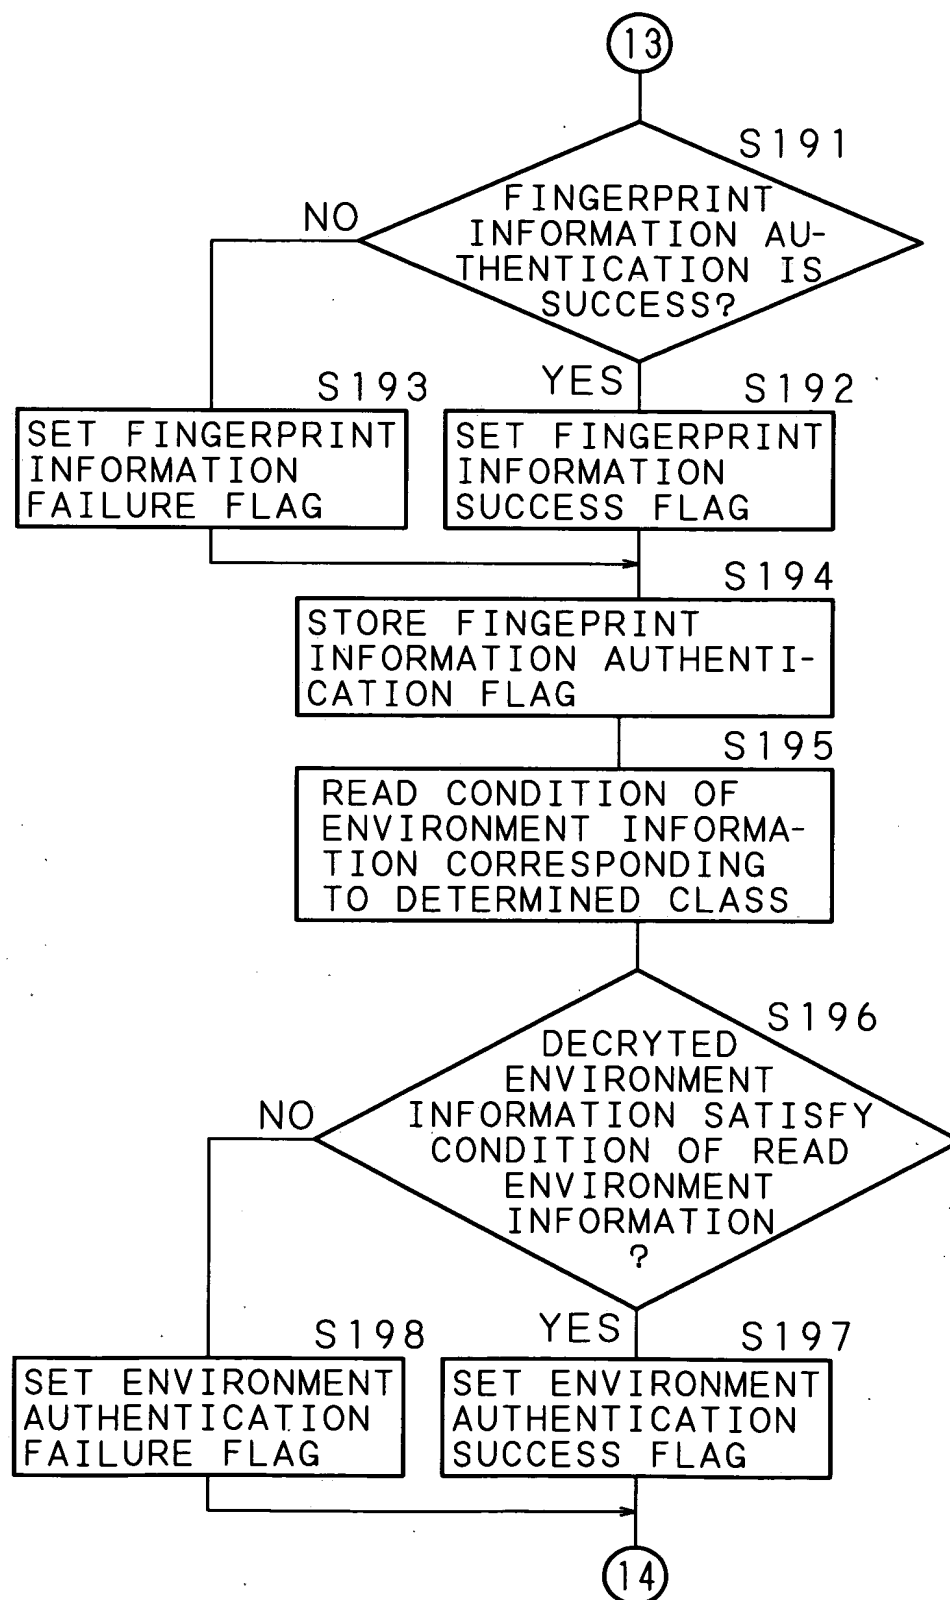 13
S191
FINGERPRINT
INFORMATION AU-
THENTICATION IS
SUCCESS?
NO
YES
S193
SET FINGERPRINT
INFORMATION
FAILURE FLAG
S192
SET FINGERPRINT
INFORMATION
SUCCESS FLAG
S194
STORE FINGEPRINT
INFORMATION AUTHENTI-
CATION FLAG
S195
READ CONDITION OF
ENVIRONMENT INFORMA-
TION CORRESPONDING
TO DETERMINED CLASS
S196
DECRYTED
ENVIRONMENT
INFORMATION SATISFY
CONDITION OF READ
ENVIRONMENT
INFORMATION
?
NO
YES
S198
SET ENVIRONMENT
AUTHENTICATION
FAILURE FLAG
S197
SET ENVIRONMENT
AUTHENTICATION
SUCCESS FLAG
14